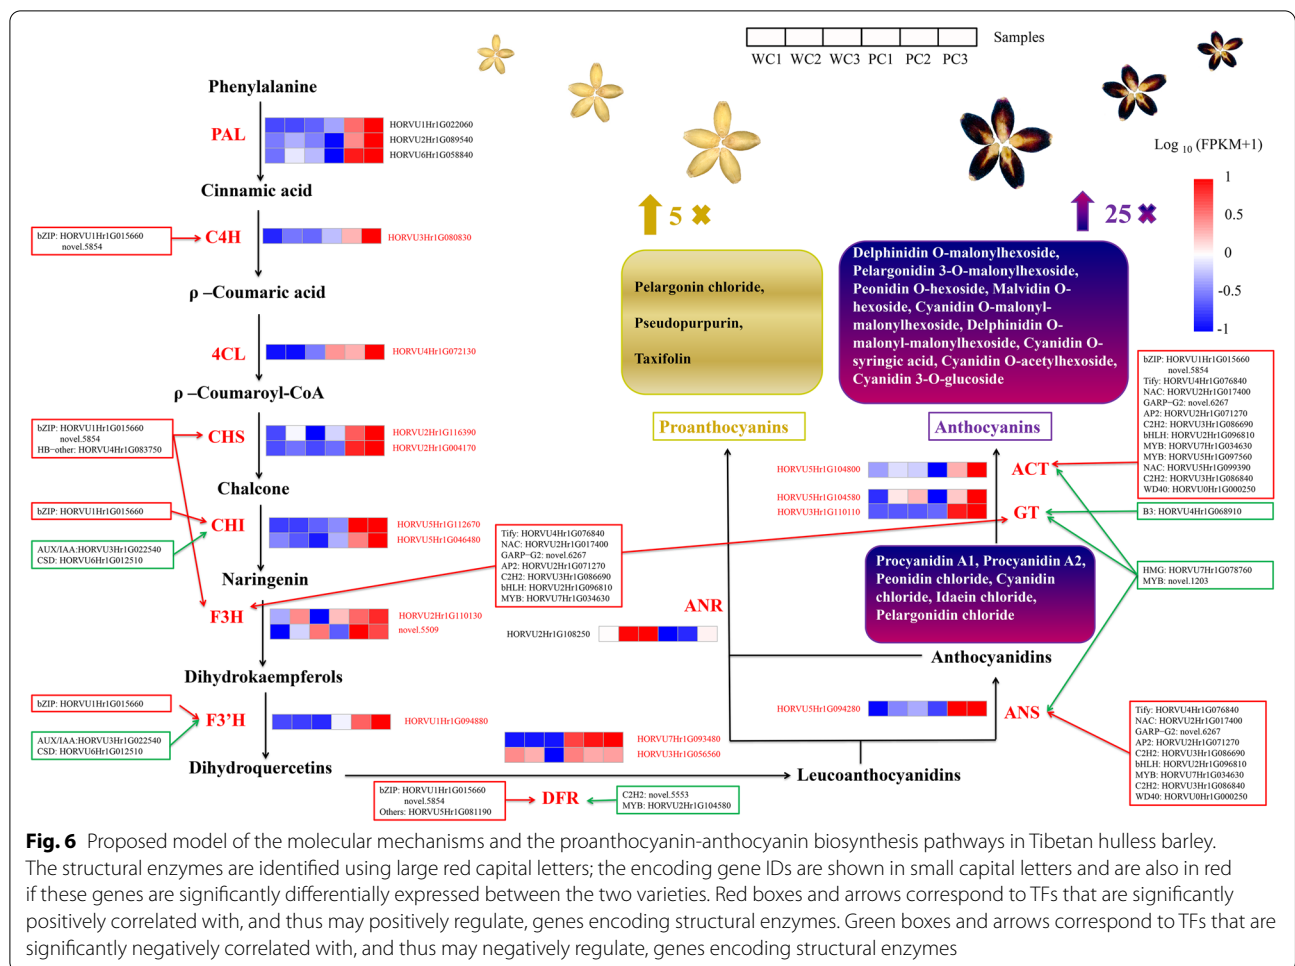 Samples
WC1 WC2 WC3 PC1 PC2 PC3
Log 10 (FPKM+1)
1
0.5
0
-0.5
-1
Phenylalanine
PAL
HORVU1Hr1G022060
HORVU2Hr1G089540
HORVU6Hr1G058840
Cinnamic acid
bZIP: HORVU1Hr1G015660
novel.5854
C4H
HORVU3Hr1G080830
ρ –Coumaric acid
4CL
HORVU4Hr1G072130
ρ –Coumaroyl-CoA
bZIP: HORVU1Hr1G015660
novel.5854
HB-other: HORVU4Hr1G083750
CHS
HORVU2Hr1G116390
HORVU2Hr1G004170
Chalcone
bZIP: HORVU1Hr1G015660
CHI
AUX/IAA:HORVU3Hr1G022540
CSD: HORVU6Hr1G012510
HORVU5Hr1G112670
HORVU5Hr1G046480
Naringenin
F3H
HORVU2Hr1G110130
novel.5509
Dihydrokaempferols
bZIP: HORVU1Hr1G015660
F3’H
AUX/IAA: HORVU3Hr1G022540
CSD: HORVU6Hr1G012510
HORVU1Hr1G094880
Dihydroquercetins
HORVU7Hr1G093480
HORVU3Hr1G056560
bZIP: HORVU1Hr1G015660
novel.5854
Others: HORVU5Hr1G081190
DFR
C2H2: novel.5553
MYB: HORVU2Hr1G104580
Leucoanthocyanidins
Tify: HORVU4Hr1G076840
NAC: HORVU2Hr1G017400
GARP-G2: novel.6267
AP2: HORVU2Hr1G071270
C2H2: HORVU3Hr1G086690
bHLH: HORVU2Hr1G096810
MYB: HORVU7Hr1G034630
ANR
HORVU2Hr1G108250
5 ✖
Pelargonin chloride,
Pseudopurpurin,
Taxifolin
Proanthocyanins
25 ✖
Delphinidin O-malonylhexoside,
Pelargonidin 3-O-malonylhexoside,
Peonidin O-hexoside, Malvidin O-
hexoside, Cyanidin O-malonyl-
malonylhexoside, Delphinidin O-
malonyl-malonylhexoside, Cyanidin O-
syringic acid, Cyanidin O-acetylhexoside,
Cyanidin 3-O-glucoside
Anthocyanins
HORVU5Hr1G104800
ACT
HORVU5Hr1G104580
HORVU3Hr1G110110
GT
Procyanidin A1, Procyanidin A2,
Peonidin chloride, Cyanidin
chloride, Idaein chloride,
Pelargonidin chloride
Anthocyanidins
HORVU5Hr1G094280
ANS
bZIP: HORVU1Hr1G015660
novel.5854
Tify: HORVU4Hr1G076840
NAC: HORVU2Hr1G017400
GARP-G2: novel.6267
AP2: HORVU2Hr1G071270
C2H2: HORVU3Hr1G086690
bHLH: HORVU2Hr1G096810
MYB: HORVU7Hr1G034630
MYB: HORVU5Hr1G097560
NAC: HORVU5Hr1G099390
C2H2: HORVU3Hr1G086840
WD40: HORVU0Hr1G000250
B3: HORVU4Hr1G068910
HMG: HORVU7Hr1G078760
MYB: novel.1203
Tify: HORVU4Hr1G076840
NAC: HORVU2Hr1G017400
GARP-G2: novel.6267
AP2: HORVU2Hr1G071270
C2H2: HORVU3Hr1G086690
bHLH: HORVU2Hr1G096810
MYB: HORVU7Hr1G034630
C2H2: HORVU3Hr1G086840
WD40: HORVU0Hr1G000250
Fig. 6 Proposed model of the molecular mechanisms and the proanthocyanin-anthocyanin biosynthesis pathways in Tibetan hulless barley.
The structural enzymes are identified using large red capital letters; the encoding gene IDs are shown in small capital letters and are also in red
if these genes are significantly differentially expressed between the two varieties. Red boxes and arrows correspond to TFs that are significantly
positively correlated with, and thus may positively regulate, genes encoding structural enzymes. Green boxes and arrows correspond to TFs that are
significantly negatively correlated with, and thus may negatively regulate, genes encoding structural enzymes